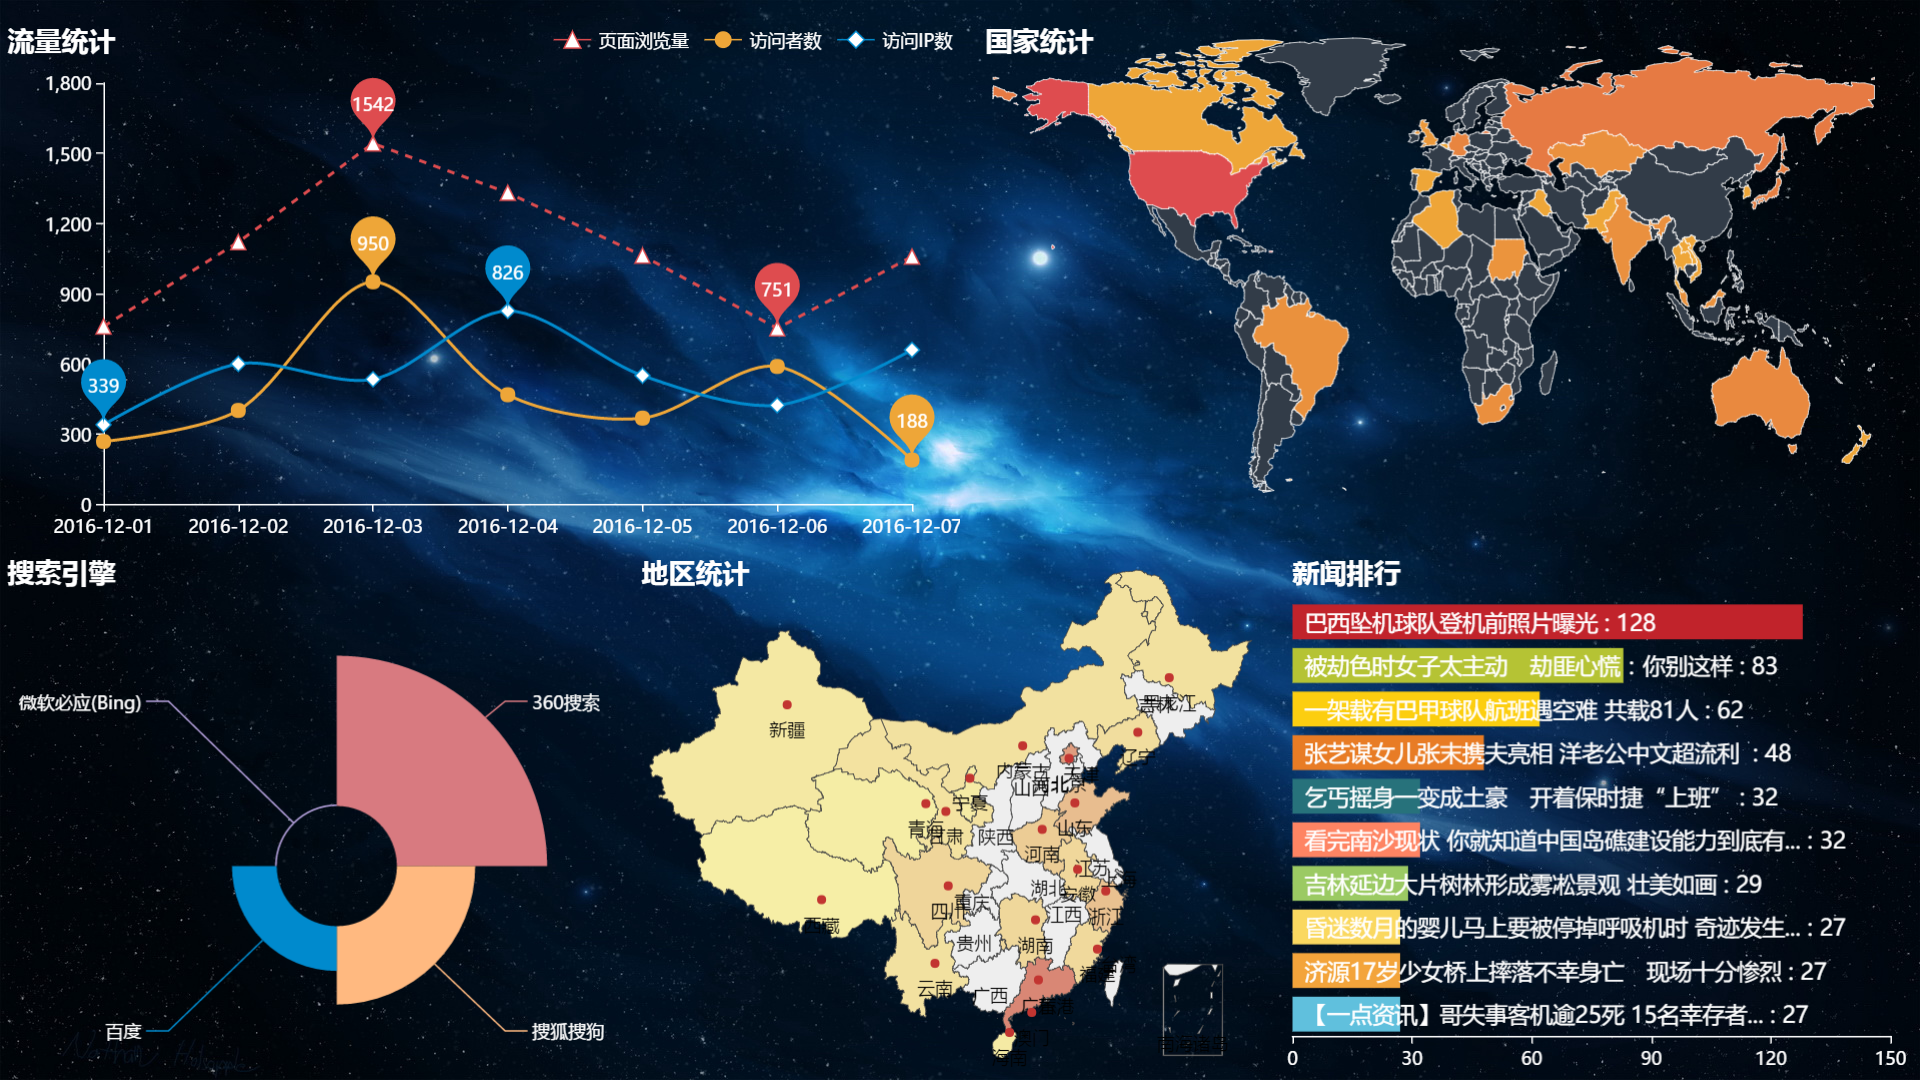 流量统计
页面浏览量 访问者数 访问IP数
1,800
1,500
1,200
900
600
300
0
1542
950
826
751
339
188
2016-12-01 2016-12-02 2016-12-03 2016-12-04 2016-12-05 2016-12-06 2016-12-07
国家统计
搜索引擎
微软必应(Bing)
360搜索
百度
搜狐搜狗
地区统计
新疆
黑龙江
吉林
辽宁
内蒙古
天津
北京
河北
山西
宁夏
青海
甘肃
山东
陕西
河南
江苏
上海
湖北
安徽
重庆
四川
江西
浙江
西藏
贵州
湖南
福建
云南
广西
广东
香港
澳门
海南
新闻排行
巴西坠机球队登机前照片曝光 : 128
被劫色时女子太主动　劫匪心慌 : 你别这样 : 83
一架载有巴甲球队航班遇空难 共载81人 : 62
张艺谋女儿张末携夫亮相 洋老公中文超流利 : 48
乞丐摇身一变成土豪　开着保时捷“上班” : 32
看完南沙现状 你就知道中国岛礁建设能力到底有... : 32
吉林延边大片树林形成雾凇景观 壮美如画 : 29
昏迷数月的婴儿马上要被停掉呼吸机时 奇迹发生... : 27
济源17岁少女桥上摔落不幸身亡　现场十分惨烈 : 27
【一点资讯】哥失事客机逾25死 15名幸存者... : 27
0 30 60 90 120 150